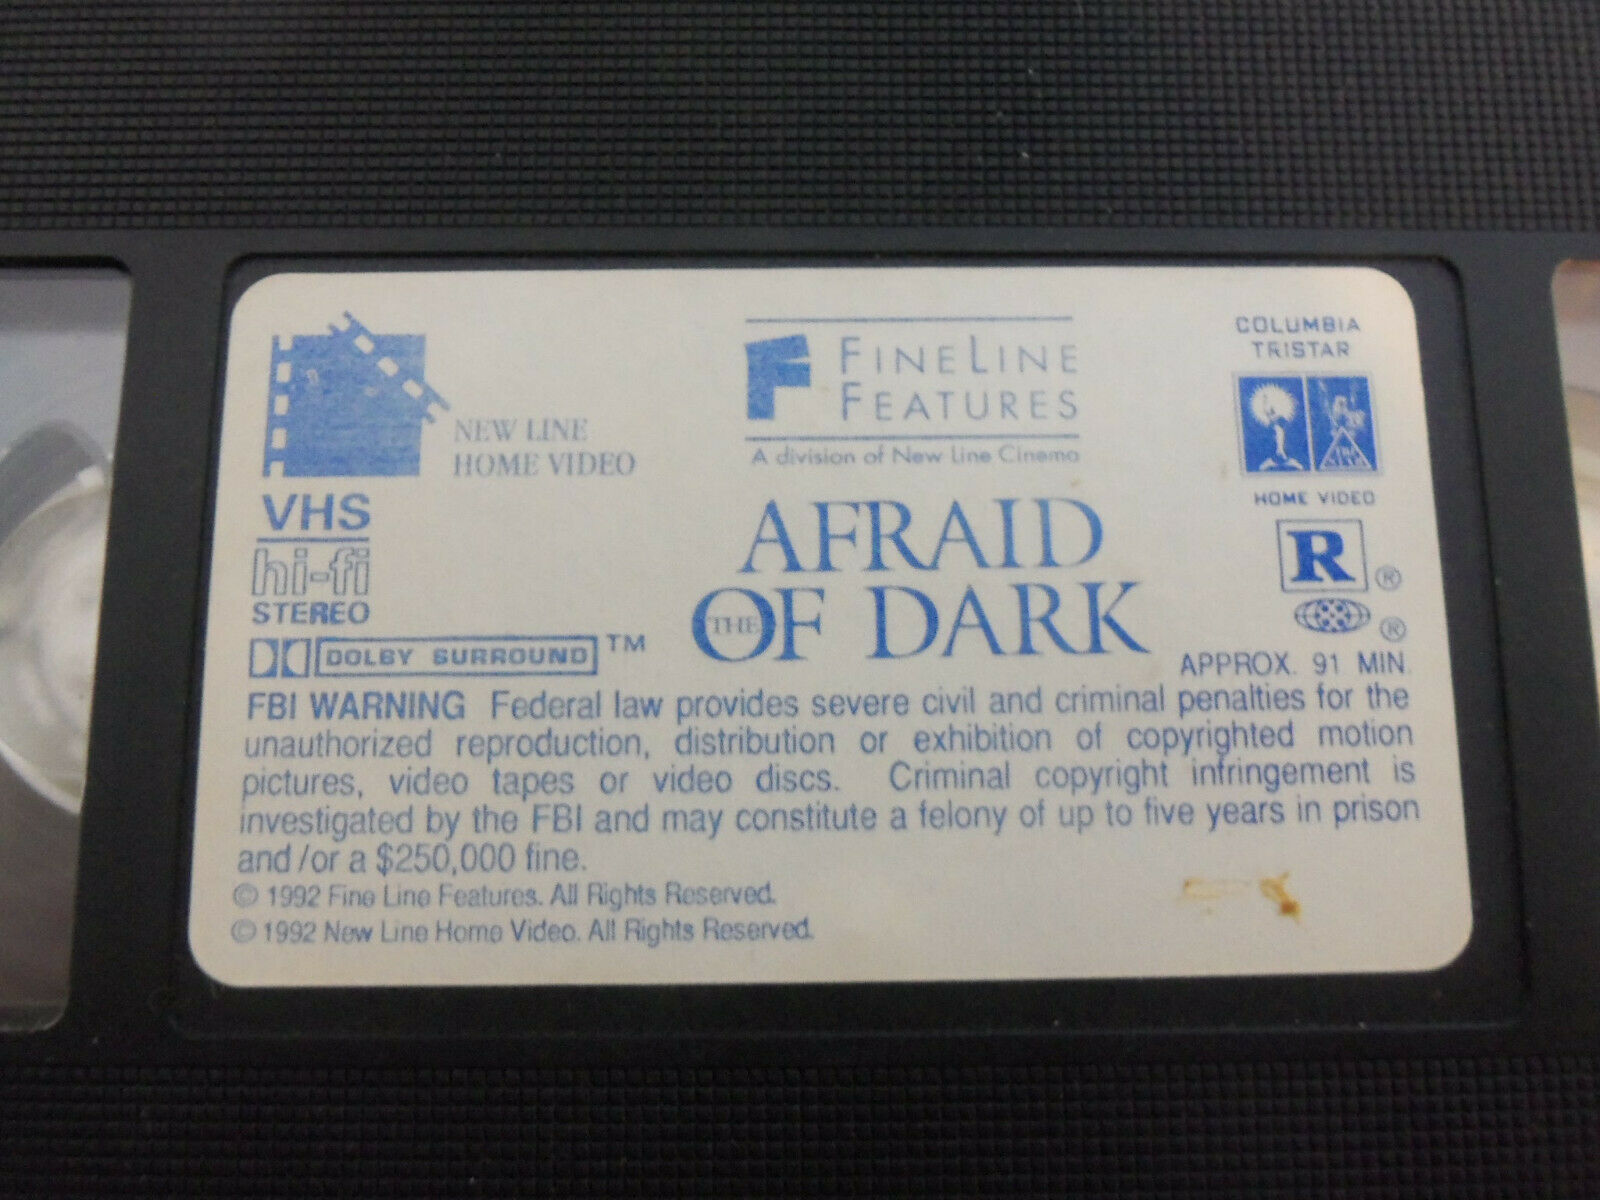 NEW LINE
HOME VIDEO
FINELINE
FEATURES
A division of New Line Cinema
COLUMBIA
TRISTAR
HOME VIDEO
VHS
hi-fi
STEREO
DOLBY SURROUND ™
AFRAID
OF THE DARK
R ®
®
APPROX. 91 MIN.
FBI WARNING Federal law provides severe civil and criminal penalties for the
unauthorized reproduction, distribution or exhibition of copyrighted motion
pictures, video tapes or video discs. Criminal copyright infringement is
investigated by the FBI and may constitute a felony of up to five years in prison
and /or a $250,000 fine.
© 1992 Fine Line Features. All Rights Reserved.
© 1992 New Line Home Video. All Rights Reserved.